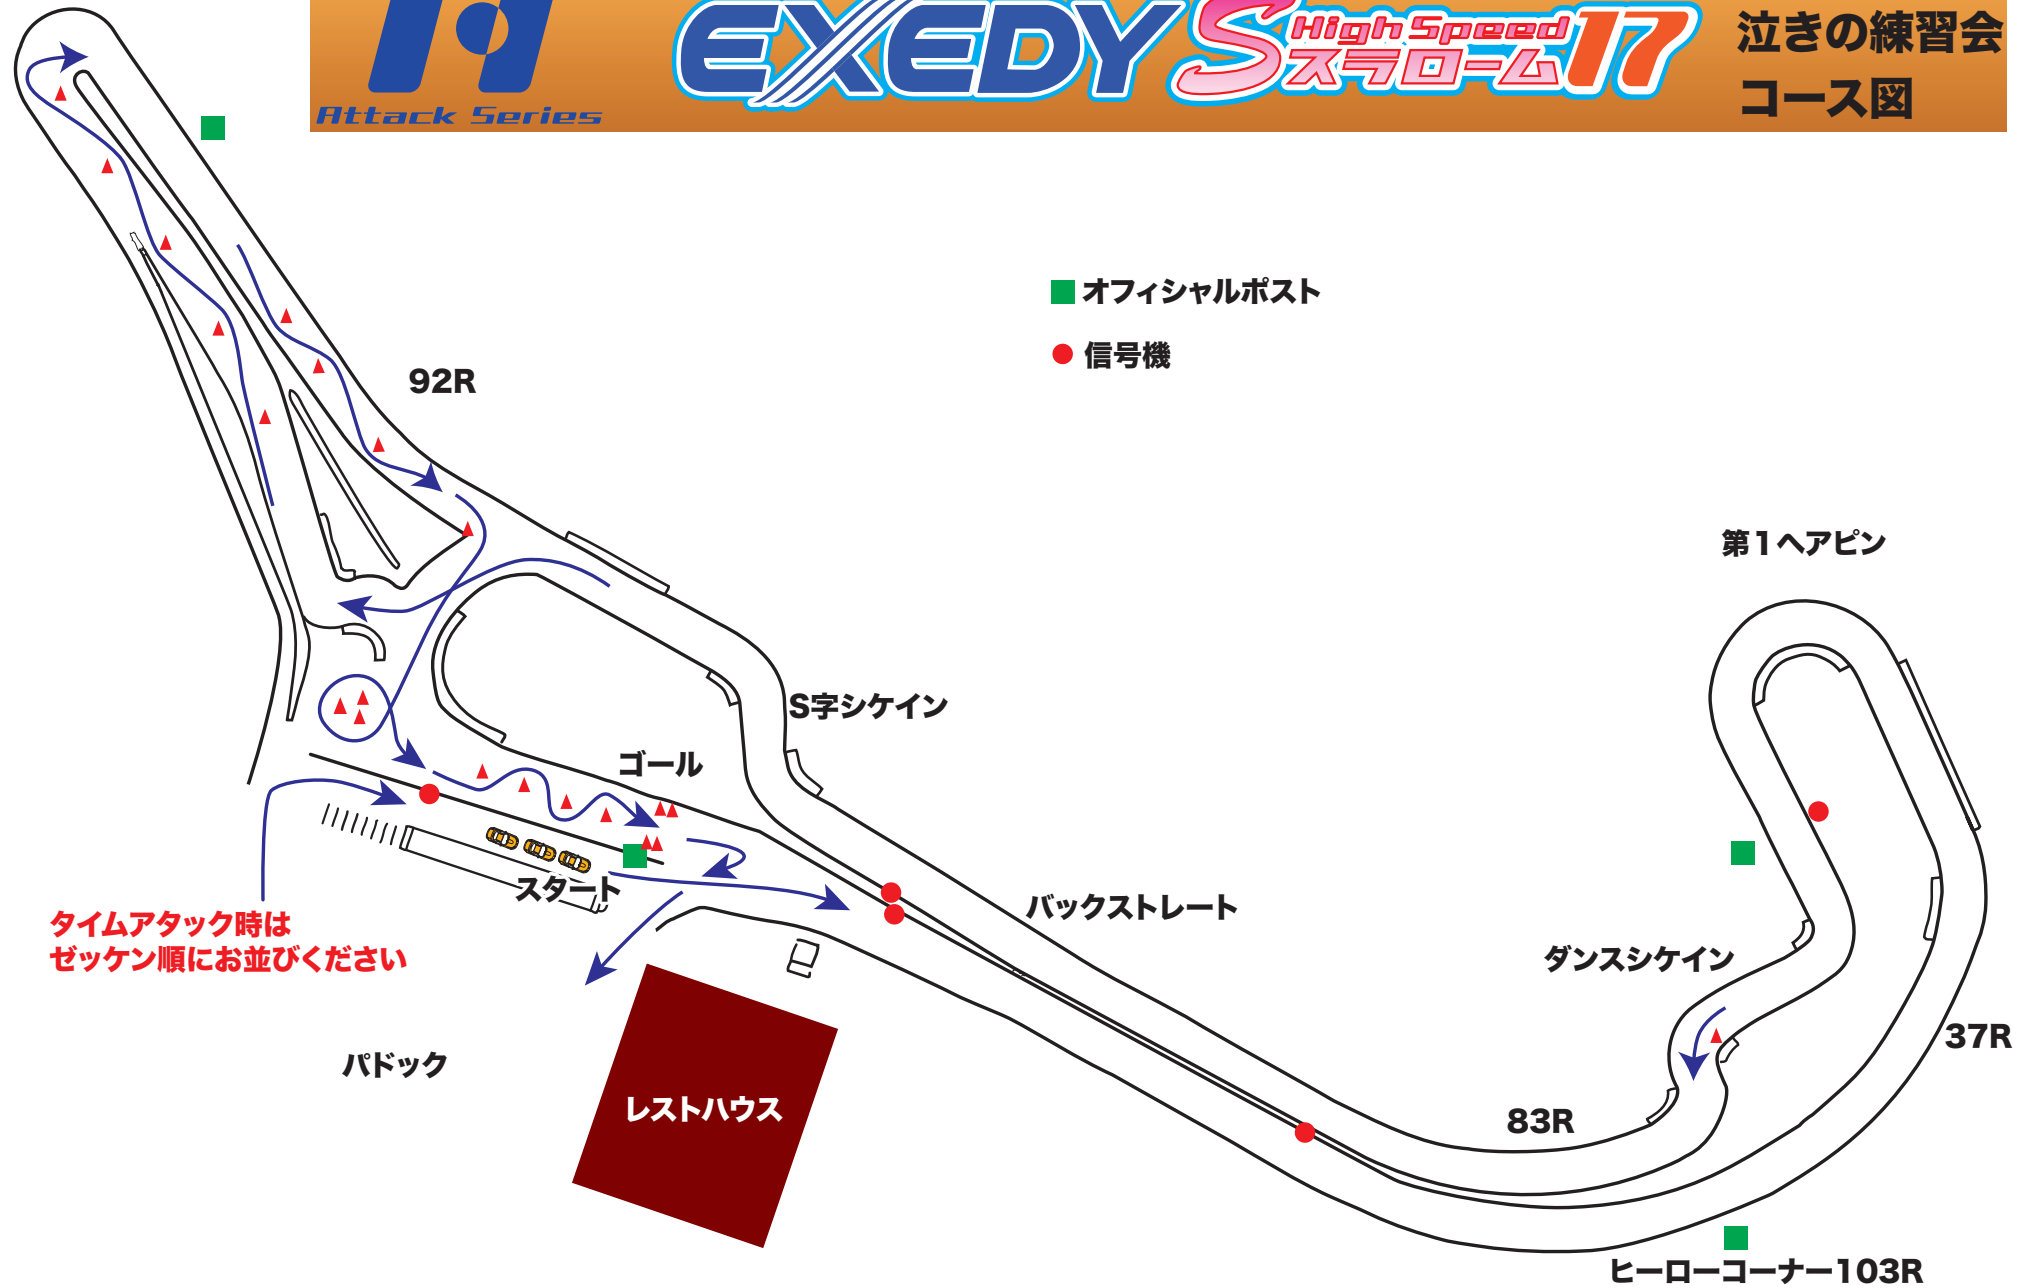 Attack Series
EXEDY High Speed スラローム 17
泣きの練習会
コース図
オフィシャルポスト
信号機
92R
第1ヘアピン
S字シケイン
ゴール
スタート
バックストレート
タイムアタック時は
ゼッケン順にお並びください
ダンスシケイン
37R
パドック
レストハウス
83R
ヒーローコーナー103R